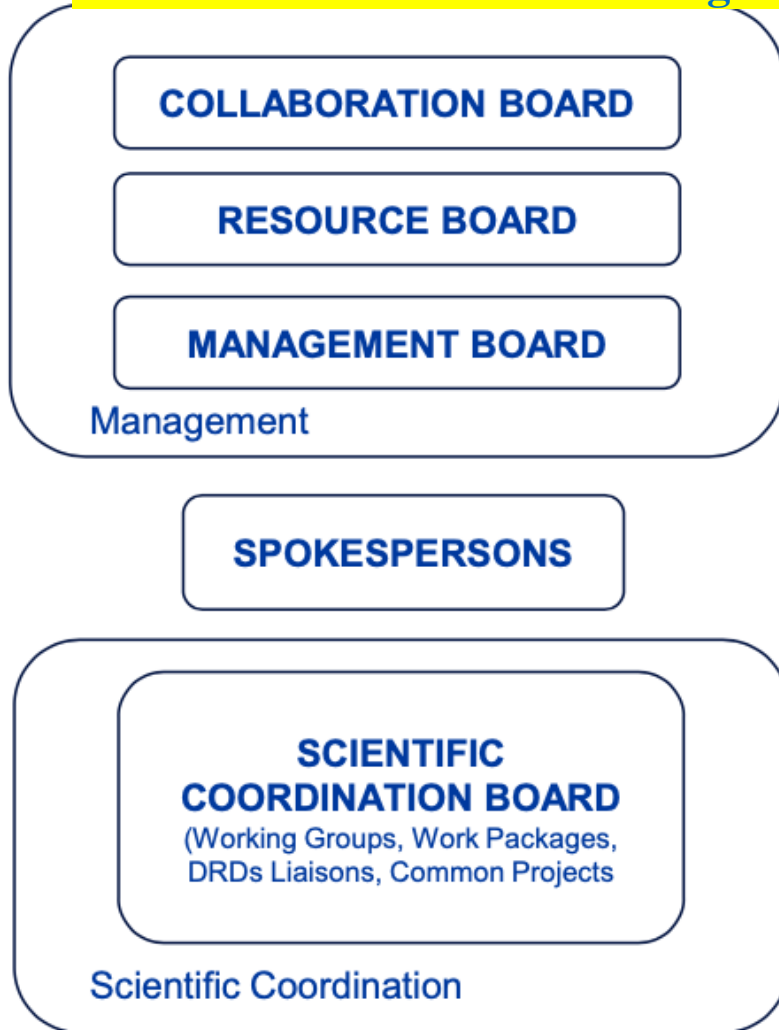 COLLABORATION BOARD
RESOURCE BOARD
MANAGEMENT BOARD
Management
SPOKESPERSONS
SCIENTIFIC
COORDINATION BOARD
(Working Groups, Work Packages,
DRDs Liaisons, Common Projects
Scientific Coordination